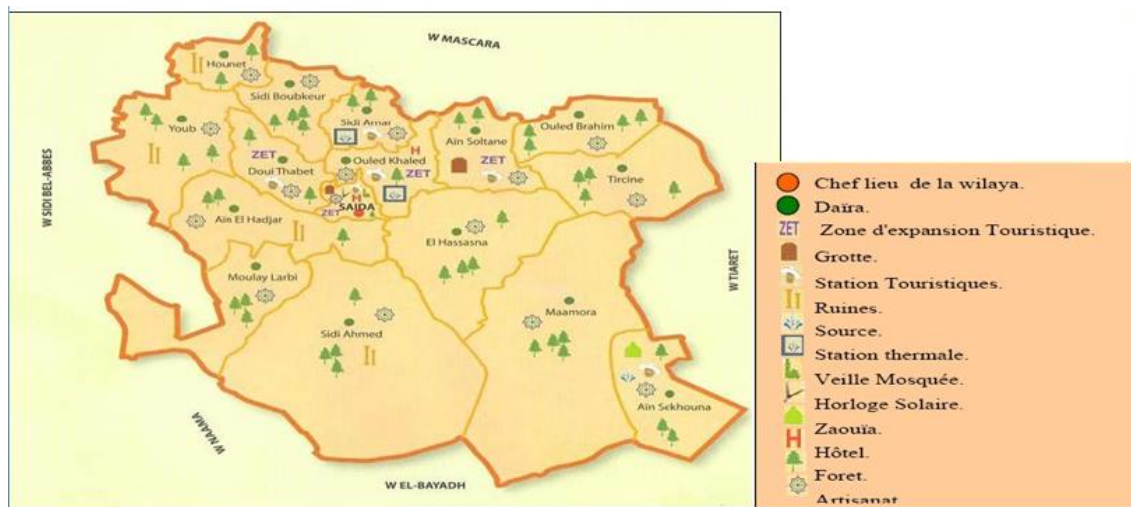 W MASCARA
Hounet
Sidi Boubkeur
Youb
Sidi Amar
Ain Soltane
Ouled Brahim
ZET
Doui Thabet
H
Ouled Khaled
ZET
ZET
Tircine
W SIDI BEL-ABBES
Ain El Hadjar
H
SAIDA
ZET
El Hassasna
Moulay Larbi
W TIARET
Sidi Ahmed
Maamora
Aïn Sekhouna
W NAAMA
W EL-BAYADH
Chef lieu de la wilaya.
Daïra.
ZET Zone d'expansion Touristique.
Grotte.
Station Touristiques.
Ruines.
Source.
Station thermale.
Veille Mosquée.
Horloge Solaire.
Zaouïa.
H Hôtel.
Foret.
Artisanat